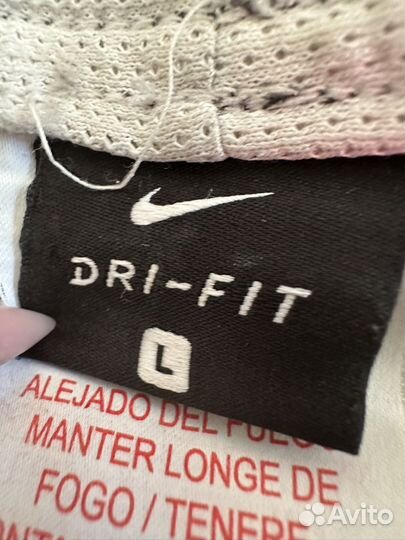 DRI-FIT
L
ALEJADO DEL FUEGO
MANTER LONGE DE
FOGO / TENERE
Avito